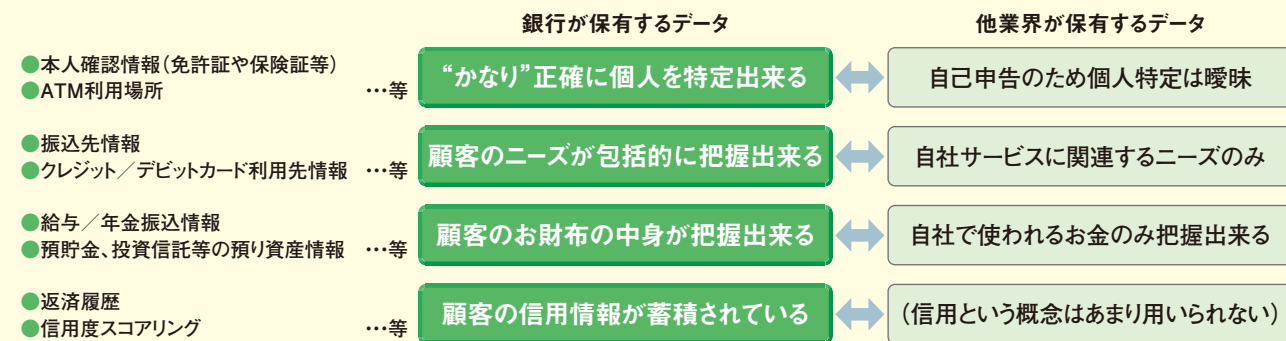 銀行が保有するデータ
他業界が保有するデータ
●本人確認情報（免許証や保険証等）
●ATM利用場所 …等
“かなり”正確に個人を特定出来る
自己申告のため個人特定は曖昧
●振込先情報
●クレジット／デビットカード利用先情報 …等
顧客のニーズが包括的に把握出来る
自社サービスに関連するニーズのみ
●給与／年金振込情報
●預貯金、投資信託等の預り資産情報 …等
顧客のお財布の中身が把握出来る
自社で使われるお金のみ把握出来る
●返済履歴
●信用度スコアリング …等
顧客の信用情報が蓄積されている
（信用という概念はあまり用いられない）